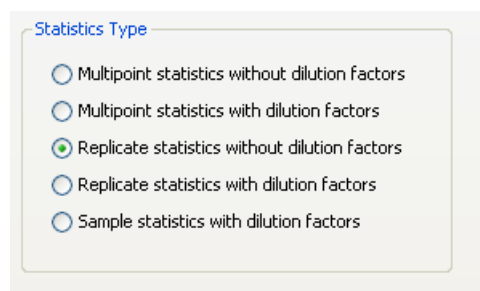 Statistics Type
Multipoint statistics without dilution factors
Multipoint statistics with dilution factors
Replicate statistics without dilution factors
Replicate statistics with dilution factors
Sample statistics with dilution factors